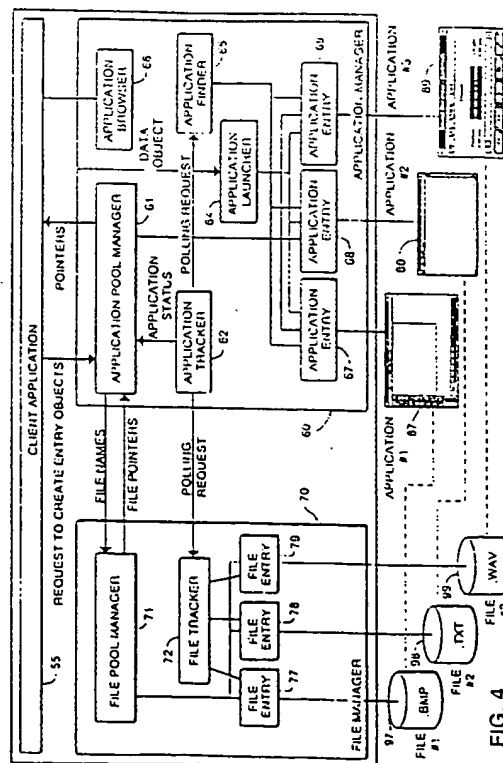 55
CLIENT APPLICATION
REQUEST TO CREATE ENTRY OBJECTS
POINTERS
FILE NAMES
FILE POINTERS
FILE POOL MANAGER
71
APPLICATION POOL MANAGER
61
APPLICATION BROWSER
66
DATA OBJECT
APPLICATION STATUS
POLLING REQUEST
APPLICATION TRACKER
62
POLLING REQUEST
APPLICATION FINDER
65
APPLICATION LAUNCHER
64
FILE TRACKER
72
FILE ENTRY
77
FILE ENTRY
78
FILE ENTRY
79
70
FILE MANAGER
60
APPLICATION ENTRY
67
APPLICATION ENTRY
68
APPLICATION ENTRY
69
APPLICATION MANAGER
APPLICATION #1
87
APPLICATION #2
APPLICATION #3
89
97
.BMP
FILE #1
98
.TXT
FILE #2
99
.WAV
FILE
FIG. 4